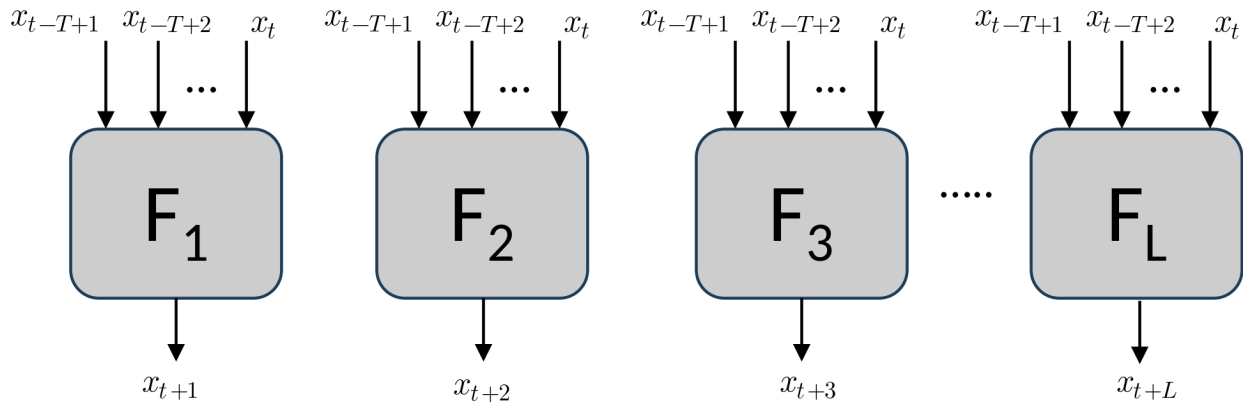 x_{t-T+1} x_{t-T+2} x_t x_{t-T+1} x_{t-T+2} x_t x_{t-T+1} x_{t-T+2} x_t x_{t-T+1} x_{t-T+2} x_t
... ... ... ...
F_1 F_2 F_3 ..... F_L
x_{t+1} x_{t+2} x_{t+3} x_{t+L}